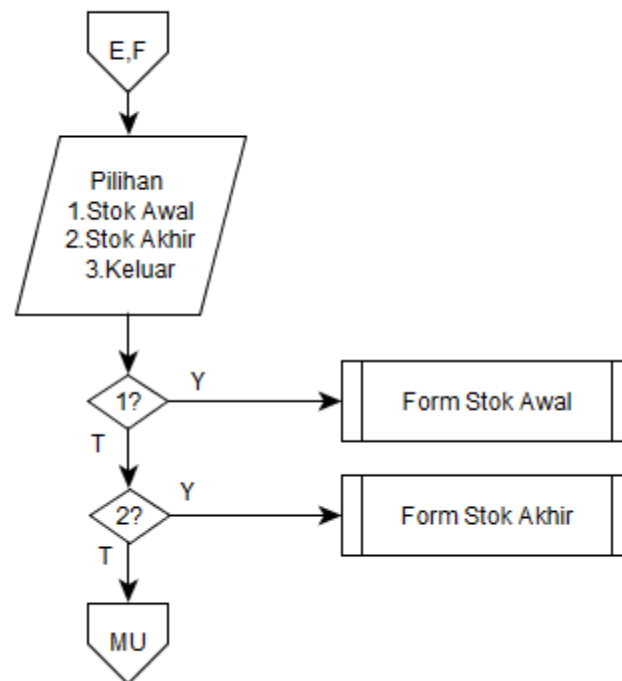 E,F
Pilihan
1.Stok Awal
2.Stok Akhir
3.Keluar
1?
Y
Form Stok Awal
T
2?
Y
Form Stok Akhir
T
MU